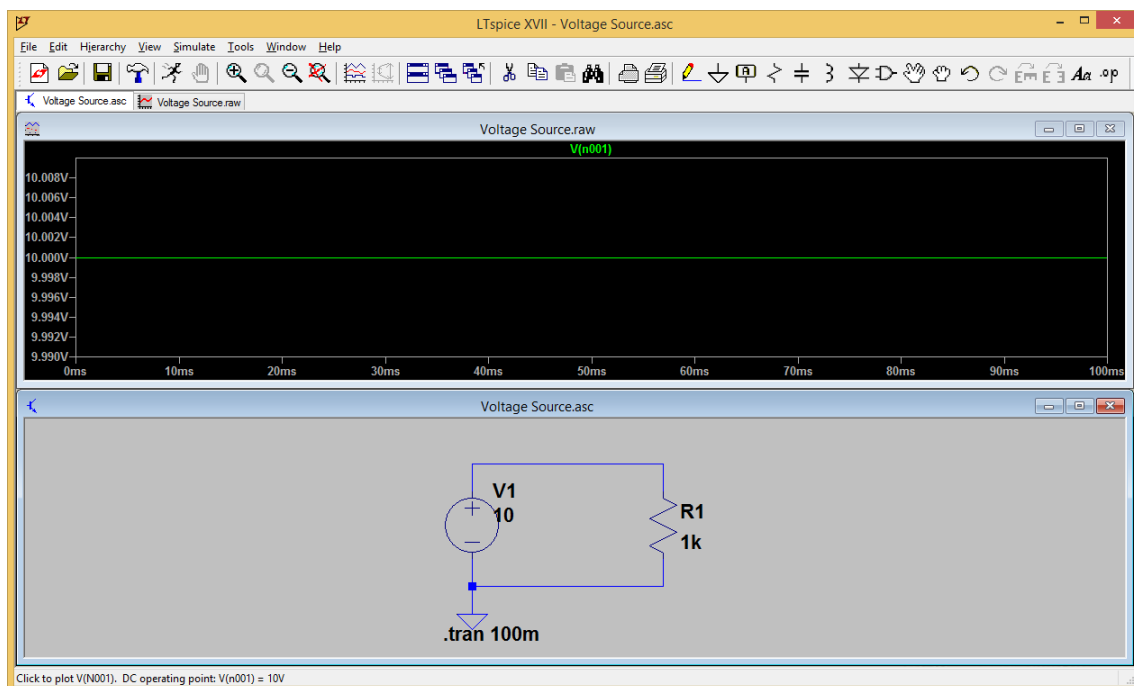 LTspice XVII - Voltage Source.asc
File Edit Hierarchy View Simulate Tools Window Help
Aa .op
Voltage Source.asc Voltage Source.raw
Voltage Source.raw
V(n001)
10.008V
10.006V
10.004V
10.002V
10.000V
9.998V
9.996V
9.994V
9.992V
9.990V
0ms 10ms 20ms 30ms 40ms 50ms 60ms 70ms 80ms 90ms 100ms
Voltage Source.asc
V1
10
R1
1k
.tran 100m
Click to plot V(N001). DC operating point: V(n001) = 10V